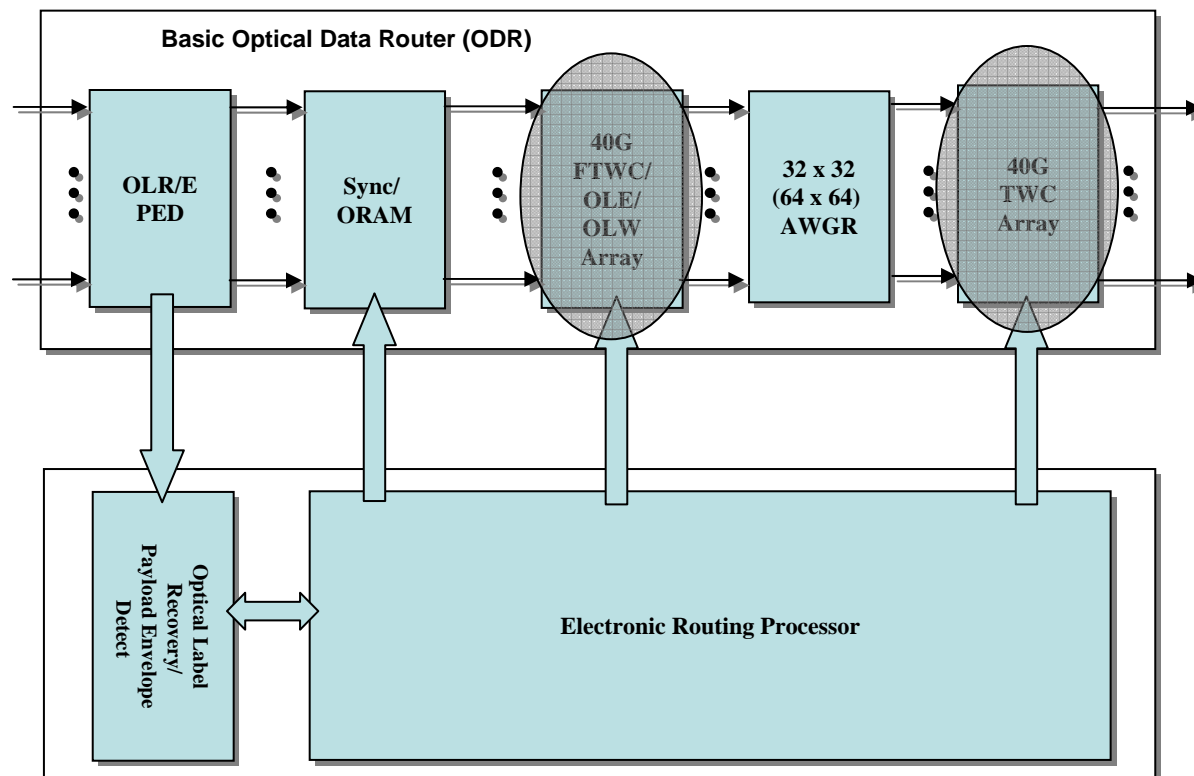 Basic Optical Data Router (ODR)
OLR/E
PED
Sync/
ORAM
40G
FTWC/
OLE/
OLW
Array
32 x 32
(64 x 64)
AWGR
40G
TWC
Array
Optical Label
Recovery/
Payload Envelope
Detect
Electronic Routing Processor